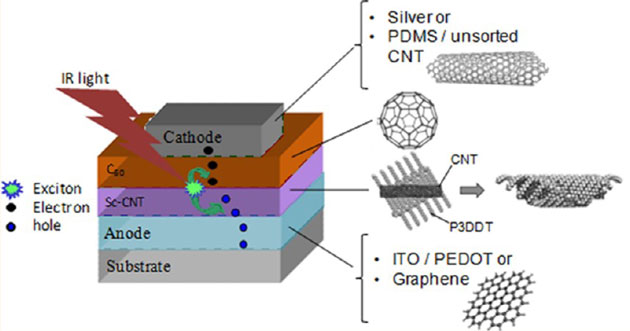 • Silver or
• PDMS / unsorted
CNT
IR light
Cathode
C60
Sc-CNT
Anode
Substrate
Exciton
Electron
hole
CNT
P3DDT
• ITO / PEDOT or
• Graphene